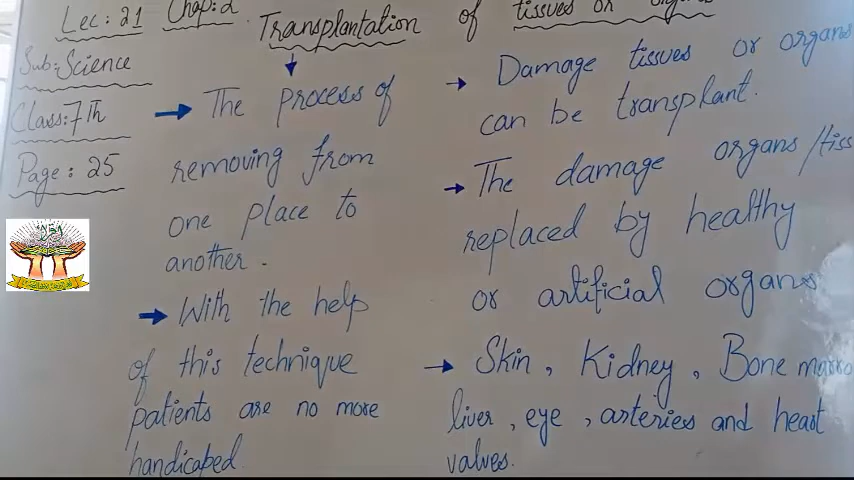 Lec: 21 Chap: 2
Transplantation of tissues or organs
Sub: Science
Class: 7th
Page: 25
→ The process of
removing from
one place to
another.
→ With the help
of this technique
patients are no more
handicaped.
→ Damage tissues or organs
can be transplant.
→ The damage organs/tiss
replaced by healthy
or artificial organs
→ Skin, Kidney, Bone marro
liver, eye, arteries and heart
valves.